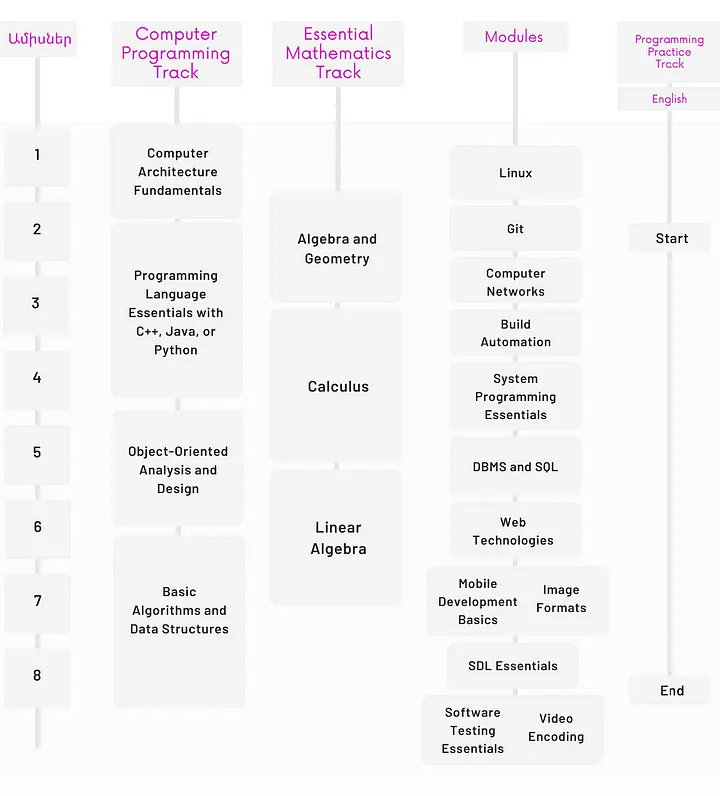 Ամիսներ
1
2
3
4
5
6
7
8
Computer
Programming
Track
Computer
Architecture
Fundamentals
Programming
Language
Essentials with
C++, Java, or
Python
Object-Oriented
Analysis and
Design
Basic
Algorithms and
Data Structures
Essential
Mathematics
Track
Algebra and
Geometry
Calculus
Linear
Algebra
Modules
Linux
Git
Computer
Networks
Build
Automation
System
Programming
Essentials
DBMS and SQL
Web
Technologies
Mobile
Development
Basics
Image
Formats
SDL Essentials
Software
Testing
Essentials
Video
Encoding
Programming
Practice
Track
English
Start
End